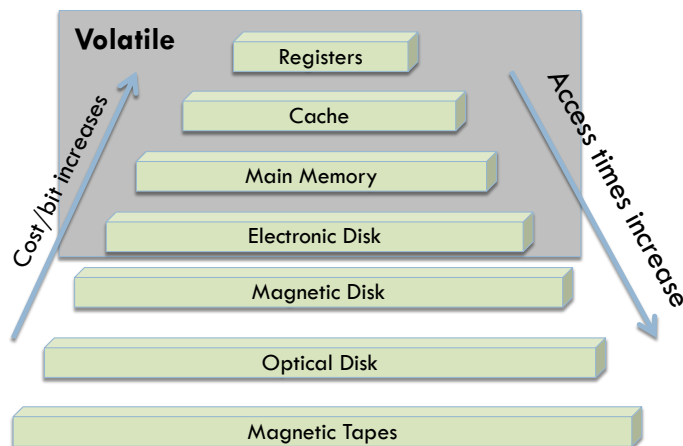 Volatile
Registers
Cache
Main Memory
Electronic Disk
Magnetic Disk
Optical Disk
Magnetic Tapes
Cost/bit increases
Access times increase